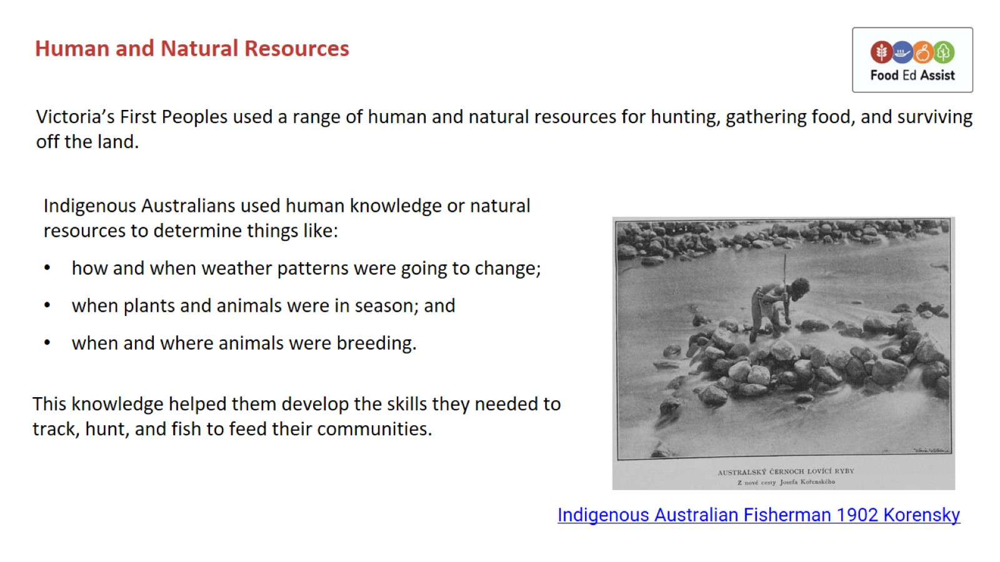 Human and Natural Resources
Food Ed Assist
Victoria’s First Peoples used a range of human and natural resources for hunting, gathering food, and surviving
off the land.
Indigenous Australians used human knowledge or natural
resources to determine things like:
• how and when weather patterns were going to change;
• when plants and animals were in season; and
• when and where animals were breeding.
This knowledge helped them develop the skills they needed to
track, hunt, and fish to feed their communities.
AUSTRALSKÝ ČERNOCH LOVÍCÍ RYBY
Z nové cesty Josefa Kořenského
Indigenous Australian Fisherman 1902 Korensky